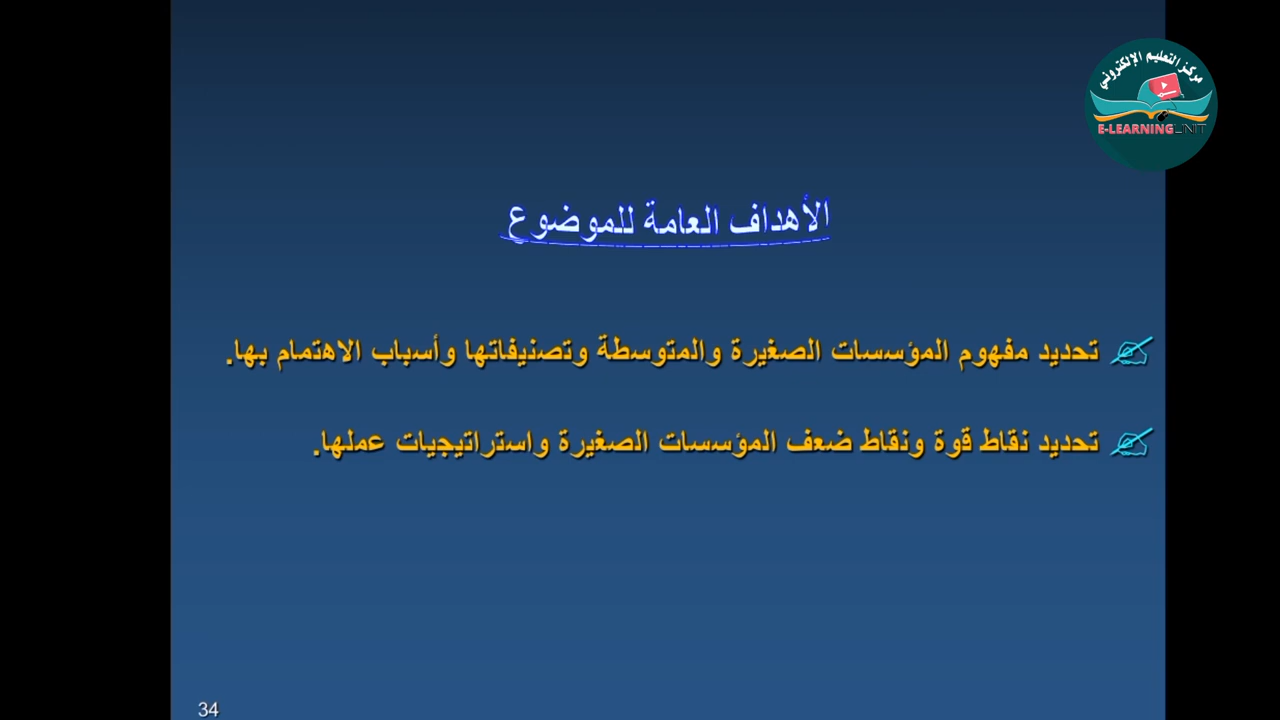 مركز التعليم الإلكتروني
E-LEARNING UNIT
الأهداف العامة للموضوع
تحديد مفهوم المؤسسات الصغيرة والمتوسطة وتصنيفاتها وأسباب الاهتمام بها.
تحديد نقاط قوة ونقاط ضعف المؤسسات الصغيرة واستراتيجيات عملها.
34